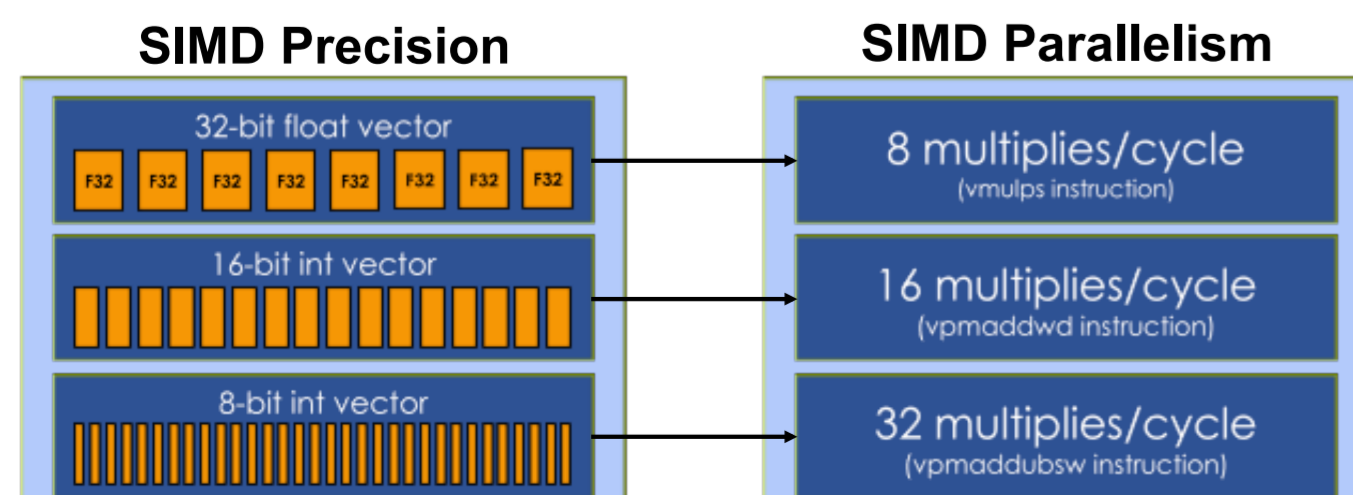 SIMD Precision
SIMD Parallelism
32-bit float vector
F32 F32 F32 F32 F32 F32 F32 F32
8 multiplies/cycle
(vmulps instruction)
16-bit int vector
16 multiplies/cycle
(vpmaddwd instruction)
8-bit int vector
32 multiplies/cycle
(vpmaddubsw instruction)